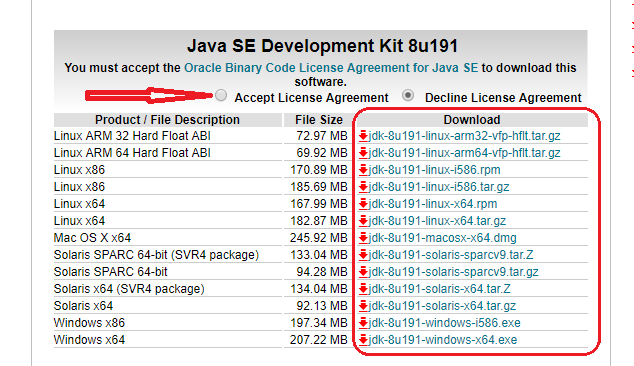 Java SE Development Kit 8u191
You must accept the Oracle Binary Code License Agreement for Java SE to download this
software.
Accept License Agreement Decline License Agreement
Product / File Description File Size Download
Linux ARM 32 Hard Float ABI 72.97 MB jdk-8u191-linux-arm32-vfp-hflt.tar.gz
Linux ARM 64 Hard Float ABI 69.92 MB jdk-8u191-linux-arm64-vfp-hflt.tar.gz
Linux x86 170.89 MB jdk-8u191-linux-i586.rpm
Linux x86 185.69 MB jdk-8u191-linux-i586.tar.gz
Linux x64 167.99 MB jdk-8u191-linux-x64.rpm
Linux x64 182.87 MB jdk-8u191-linux-x64.tar.gz
Mac OS X x64 245.92 MB jdk-8u191-macosx-x64.dmg
Solaris SPARC 64-bit (SVR4 package) 133.04 MB jdk-8u191-solaris-sparcv9.tar.Z
Solaris SPARC 64-bit 94.28 MB jdk-8u191-solaris-sparcv9.tar.gz
Solaris x64 (SVR4 package) 134.04 MB jdk-8u191-solaris-x64.tar.Z
Solaris x64 92.13 MB jdk-8u191-solaris-x64.tar.gz
Windows x86 197.34 MB jdk-8u191-windows-i586.exe
Windows x64 207.22 MB jdk-8u191-windows-x64.exe